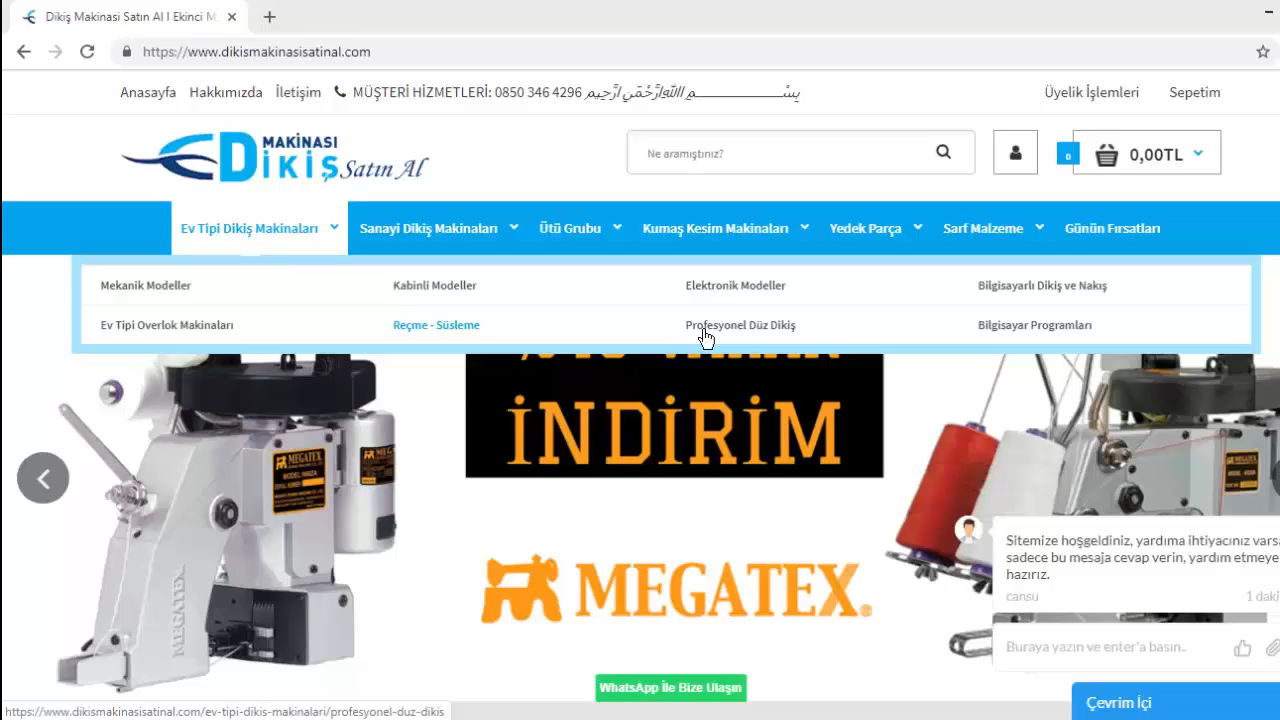 Dikiş Makinasi Satın Al I Ekinci M
https://www.dikismakinasisatinal.com
Anasayfa Hakkımızda İletişim MÜŞTERİ HİZMETLERİ: 0850 346 4296 بِسْــــــــــــــــــمِ اللهِ الرَّحْمٰنِ الرَّحِيمِ Üyelik İşlemleri Sepetim
MAKİNASI
DİKİŞ Satın Al
Ne aramıştınız?
0 0,00TL
Ev Tipi Dikiş Makinaları Sanayi Dikiş Makinaları Ütü Grubu Kumaş Kesim Makinaları Yedek Parça Sarf Malzeme Günün Fırsatları
Mekanik Modeller Kabinli Modeller Elektronik Modeller Bilgisayarlı Dikiş ve Nakış
Ev Tipi Overlok Makinaları Reçme - Süsleme Profesyonel Düz Dikiş Bilgisayar Programları
İNDİRİM
MEGATEX
MEGATEX
MEGATEX
MEGATEX
MEGATEX®
Sitemize hoşgeldiniz, yardıma ihtiyacınız varsa
sadece bu mesaja cevap verin, yardım etmeye
hazırız.
cansu 1 daki
Buraya yazın ve enter'a basın..
WhatsApp İle Bize Ulaşın
Çevrim İçi
https://www.dikismakinasisatinal.com/ev-tipi-dikis-makinalari/profesyonel-duz-dikis